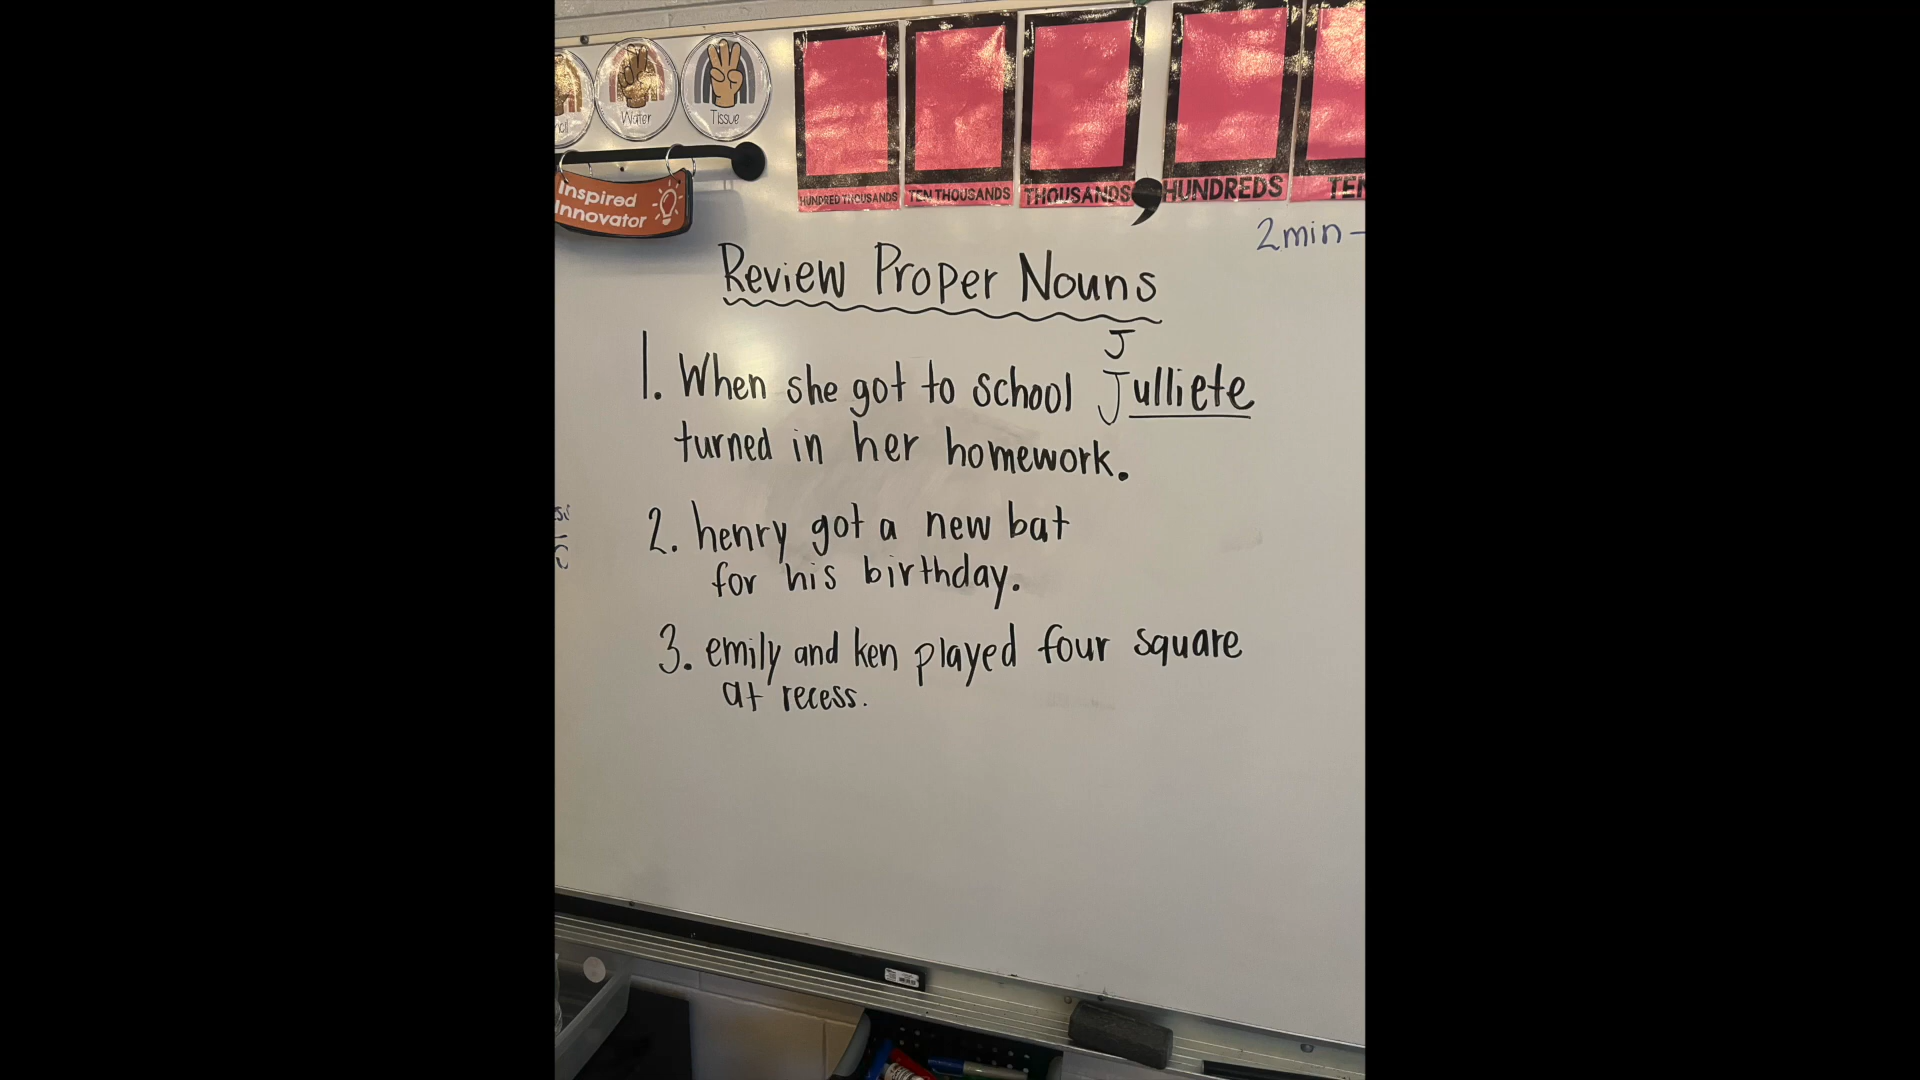 Water
Tissue
Inspired
Innovator
HUNDRED THOUSANDS
TEN THOUSANDS
THOUSANDS,
HUNDREDS
2min-
Review Proper Nouns
J
1. When she got to school Julliete
turned in her homework.
2. henry got a new bat
for his birthday.
3. emily and ken played four square
at recess.